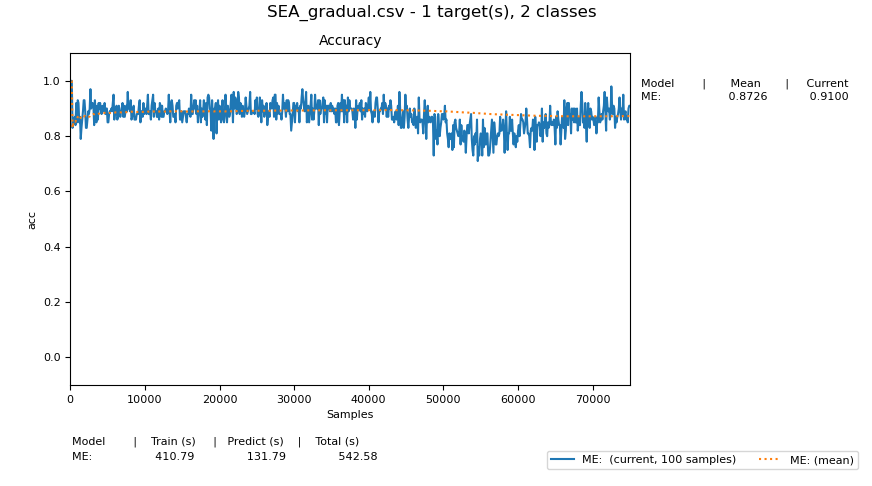 SEA_gradual.csv - 1 target(s), 2 classes
Accuracy
1.0
0.8
0.6
0.4
0.2
0.0
acc
0 10000 20000 30000 40000 50000 60000 70000
Samples
Model | Mean | Current
ME: 0.8726 0.9100
Model | Train (s) | Predict (s) | Total (s)
ME: 410.79 131.79 542.58
ME: (current, 100 samples) ME: (mean)